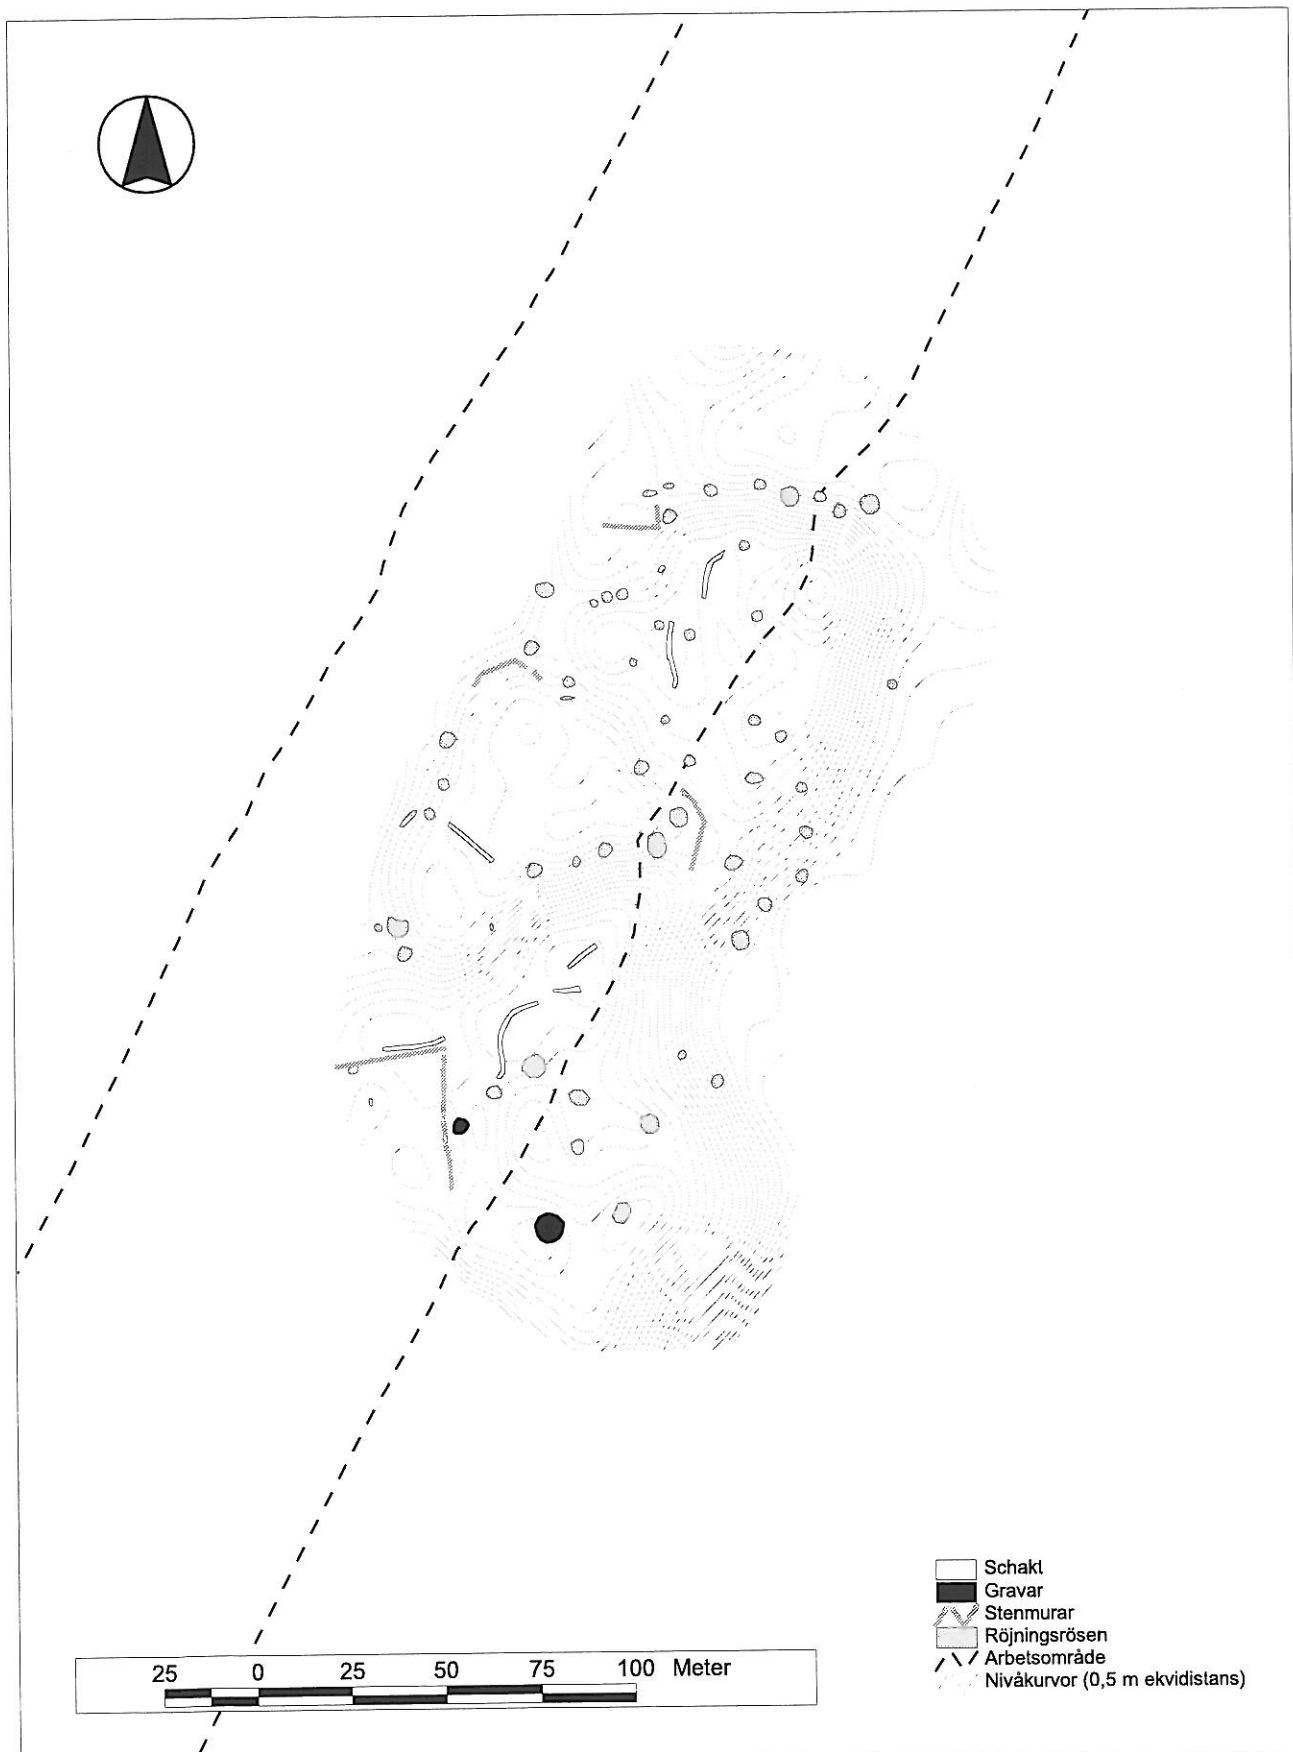 Schakt
Gravar
Stenmurar
Röjningsrösen
Arbetsområde
Nivåkurvor (0,5 m ekvidistans)
25 0 25 50 75 100 Meter